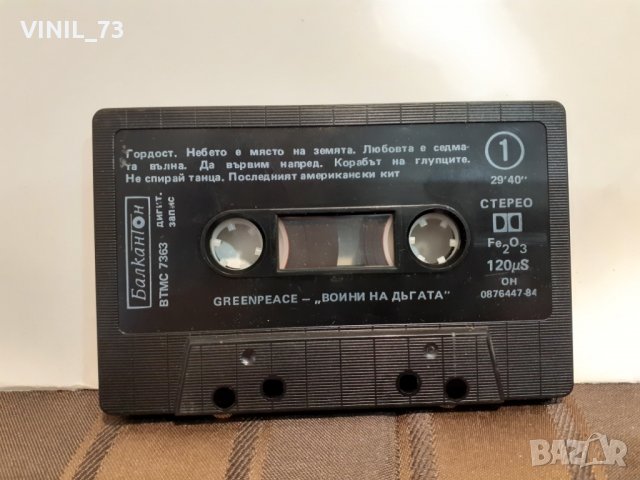 VINIL_73
Гордост. Небето е място на земята. Любовта е седма-
та вълна. Да вървим напред. Корабът на глупците.
Не спирай танца. Последният американски кит
1
29'40"
Балкантон
ВТМС 7363
дигит.
запис
СТЕРЕО
Fe2O3
120µS
ОН
0876447-84
GREENPEACE – „ВОИНИ НА ДЪГАТА"
BAZAR